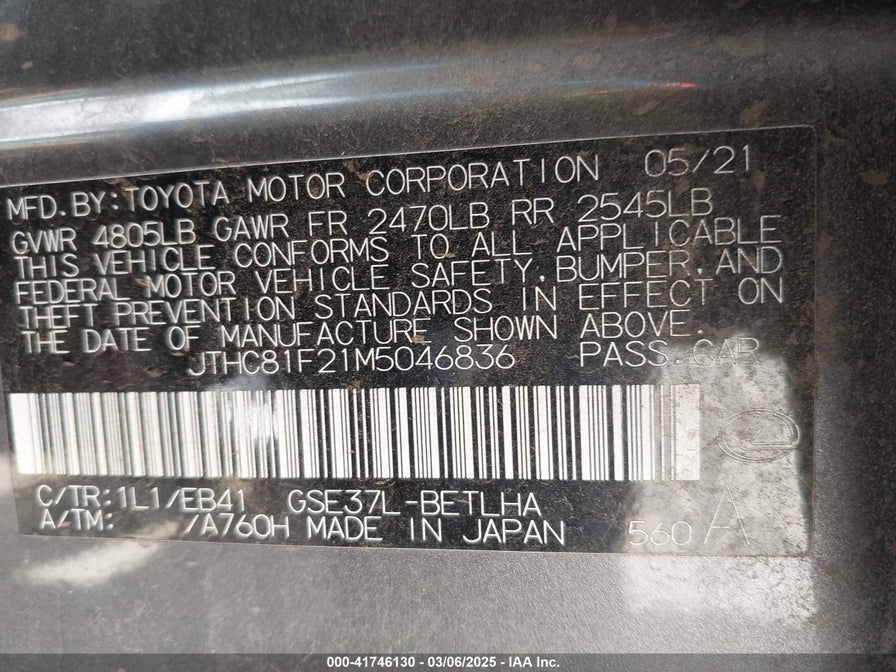 MFD. BY: TOYOTA MOTOR CORPORATION 05/21
GVWR 4805LB GAWR FR 2470LB RR 2545LB
THIS VEHICLE CONFORMS TO ALL APPLICABLE
FEDERAL MOTOR VEHICLE SAFETY, BUMPER, AND
THEFT PREVENTION STANDARDS IN EFFECT ON
THE DATE OF MANUFACTURE SHOWN ABOVE.
JTHC81F21M5046836 PASS. CAR
C/TR: 1L1/EB41 GSE37L-BETLHA
A/TM: /A760H MADE IN JAPAN 560 A
000-41746130 - 03/06/2025 - IAA Inc.